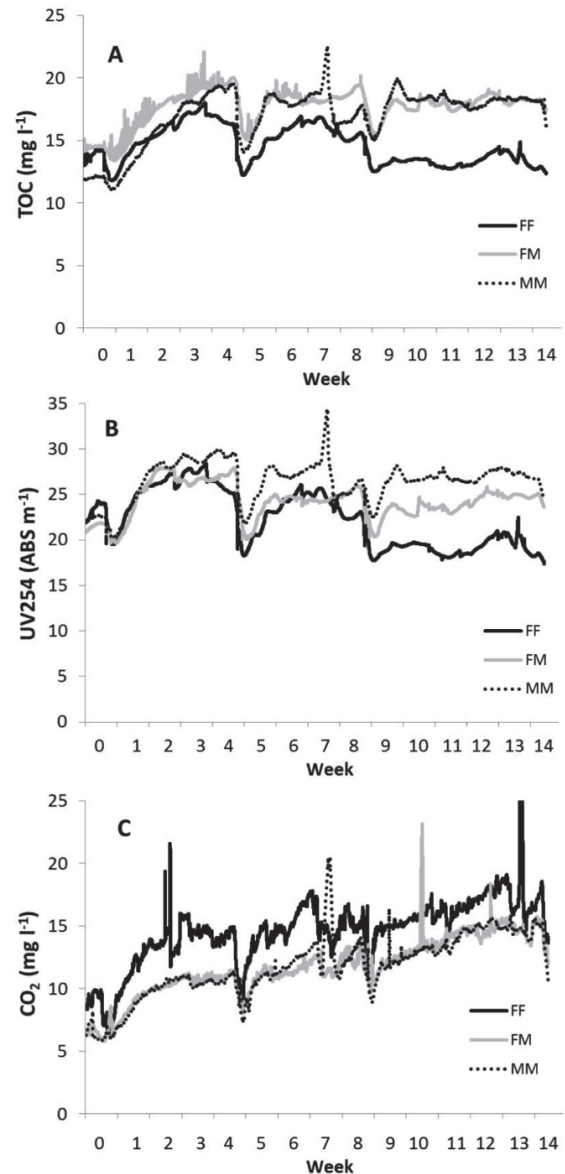 25
A
20
15
TOC (mg l⁻¹)
10
FF
FM
5
MM
0
0 1 2 3 4 5 6 7 8 9 10 11 12 13 14
Week
35
B
30
25
20
UV254 (ABS m⁻¹)
15
10
FF
FM
5
MM
0
0 1 2 3 4 5 6 7 8 9 10 11 12 13 14
Week
25
C
20
15
CO₂ (mg l⁻¹)
10
FF
5
FM
MM
0
0 1 2 4 5 6 7 8 9 10 11 12 13 14
Week